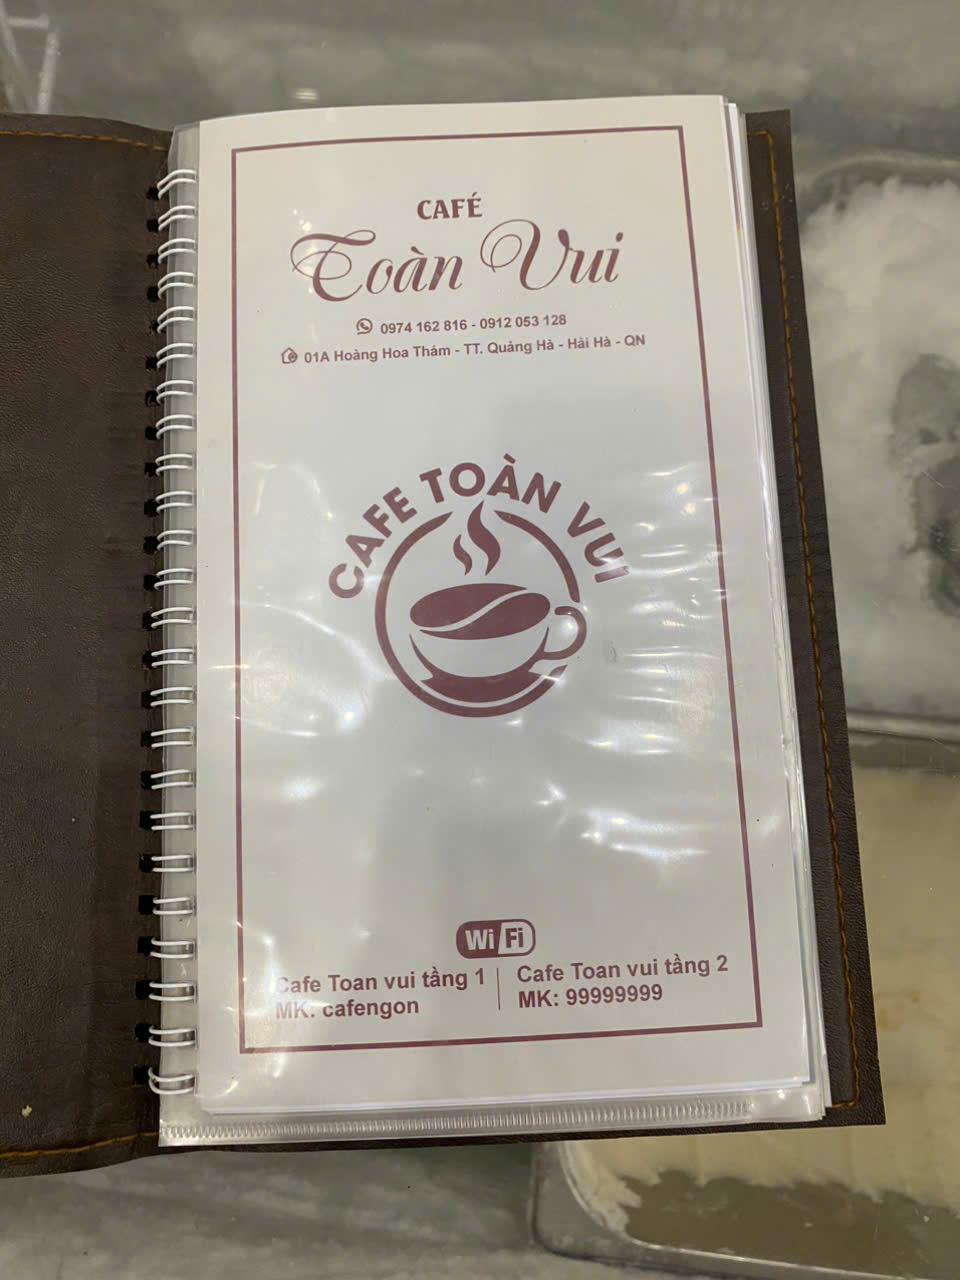 CAFÉ
Toàn Vui
0974 162 816 - 0912 053 128
01A Hoàng Hoa Thám - TT. Quảng Hà - Hải Hà - QN
CAFE TOÀN VUI
WiFi
Cafe Toan vui tầng 1
MK: cafengon
Cafe Toan vui tầng 2
MK: 99999999